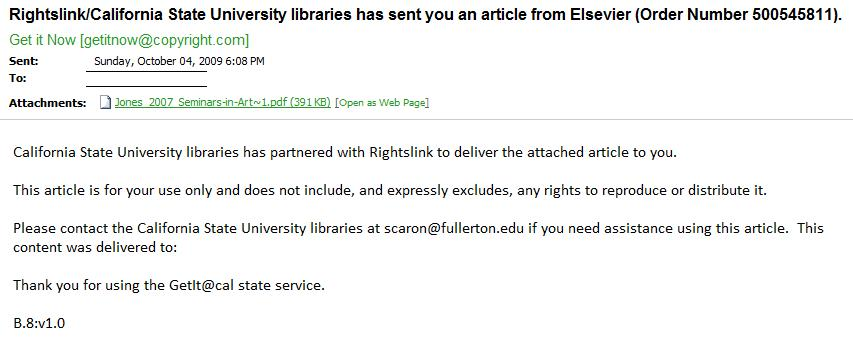 Rightslink/California State University libraries has sent you an article from Elsevier (Order Number 500545811).
Get it Now [getitnow@copyright.com]
Sent: Sunday, October 04, 2009 6:08 PM
To:
Attachments: Jones_2007_Seminars-in-Art~1.pdf (391 KB) [Open as Web Page]
California State University libraries has partnered with Rightslink to deliver the attached article to you.
This article is for your use only and does not include, and expressly excludes, any rights to reproduce or distribute it.
Please contact the California State University libraries at scaron@fullerton.edu if you need assistance using this article. This
content was delivered to:
Thank you for using the GetIt@cal state service.
B.8:v1.0